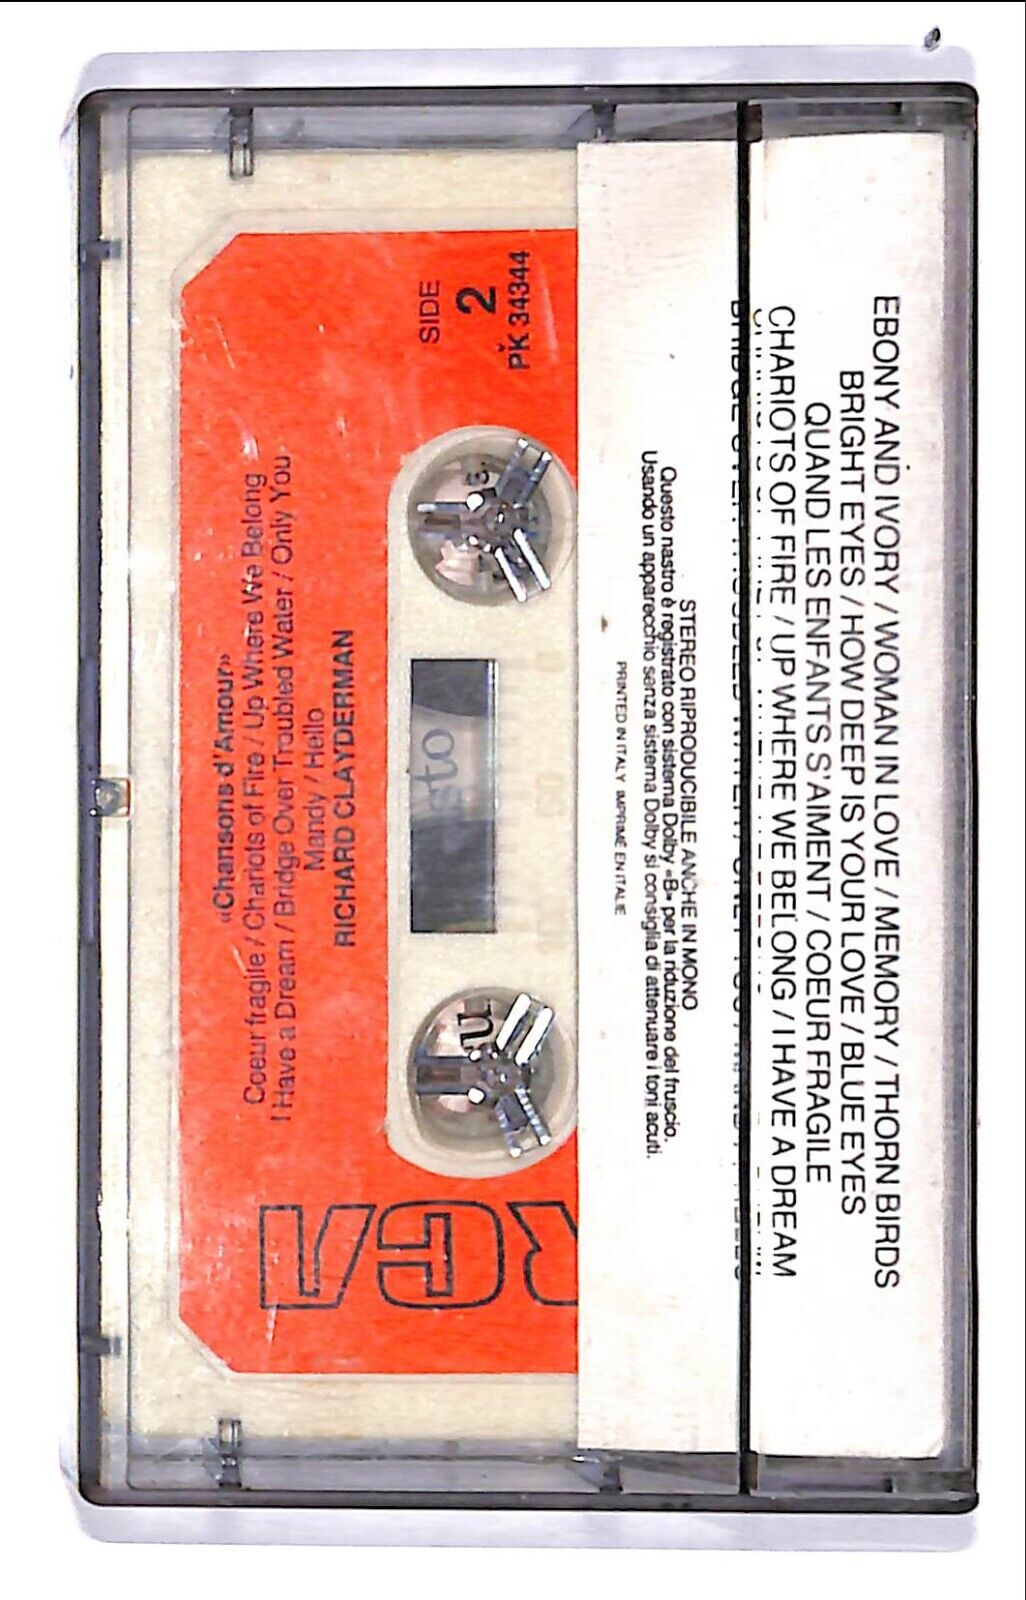 «Chansons d'Amour»
Coeur fragile / Chariots of Fire / Up Where We Belong
I Have a Dream / Bridge Over Troubled Water / Only You
Mandy / Hello
RICHARD CLAYDERMAN
SIDE
2
PK 34344
sto
u
RCA
EBONY AND IVORY / WOMAN IN LOVE / MEMORY / THORN BIRDS
BRIGHT EYES / HOW DEEP IS YOUR LOVE / BLUE EYES
QUAND LES ENFANTS S'AIMENT / COEUR FRAGILE
CHARIOTS OF FIRE / UP WHERE WE BELONG / I HAVE A DREAM
STEREO RIPRODUCIBILE ANCHE IN MONO
Questo nastro è registrato con sistema Dolby «B» per la riduzione del fruscio.
Usando un apparecchio senza sistema Dolby si consiglia di attenuare i toni acuti.
PRINTED IN ITALY IMPRIMÉ EN ITALIE